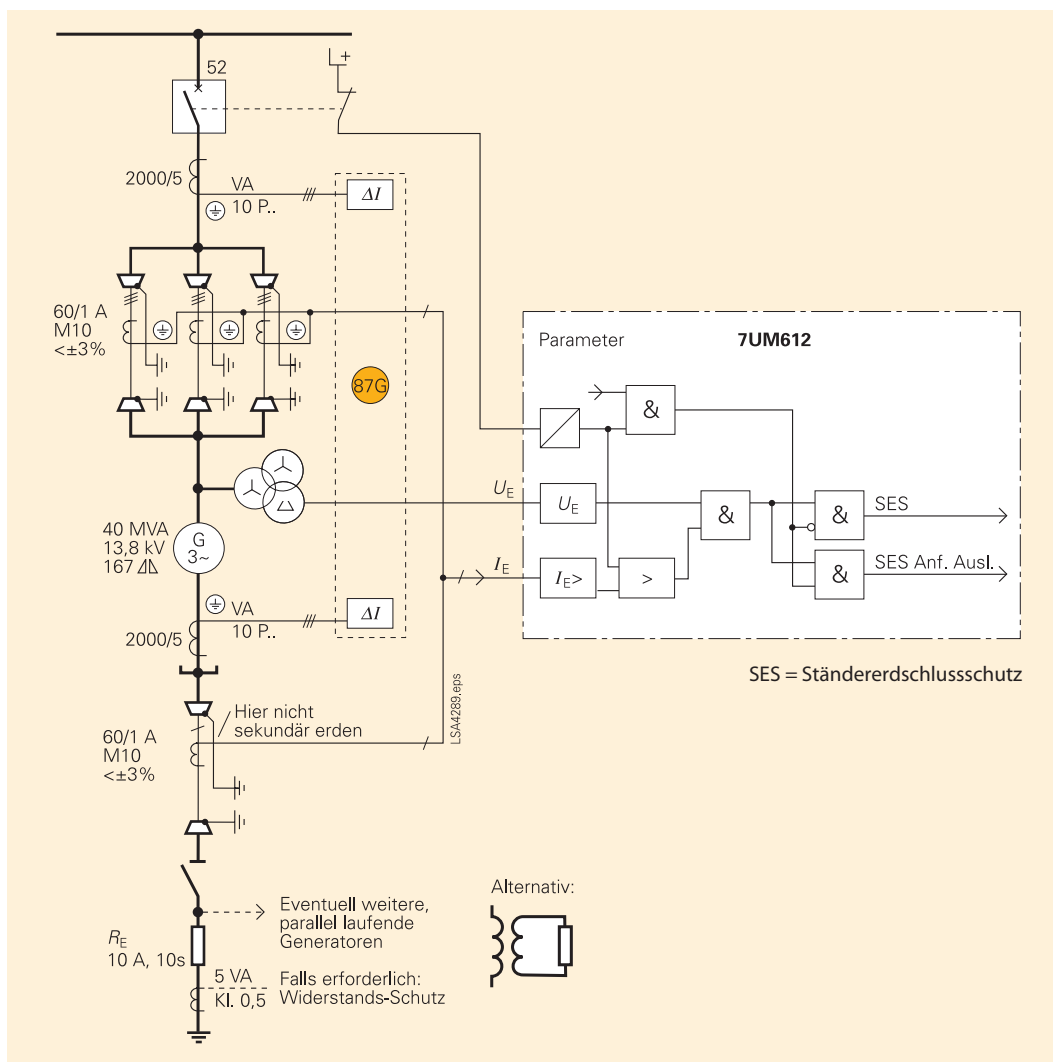 52
+
2000/5
VA
10 P..
ΔI
60/1 A
M10
<±3%
87G
Parameter
7UM612
&
U_E
U_E
&
&
SES
40 MVA
13,8 kV
167
G
3~
I_E
I_E>
>
&
SES Anf. Ausl.
VA
10 P..
ΔI
2000/5
SES = Ständererdschlussschutz
LSA4289.eps
Hier nicht
sekundär erden
60/1 A
M10
<±3%
Alternativ:
Eventuell weitere,
parallel laufende
Generatoren
R_E
10 A, 10s
5 VA
Kl. 0,5
Falls erforderlich:
Widerstands-Schutz